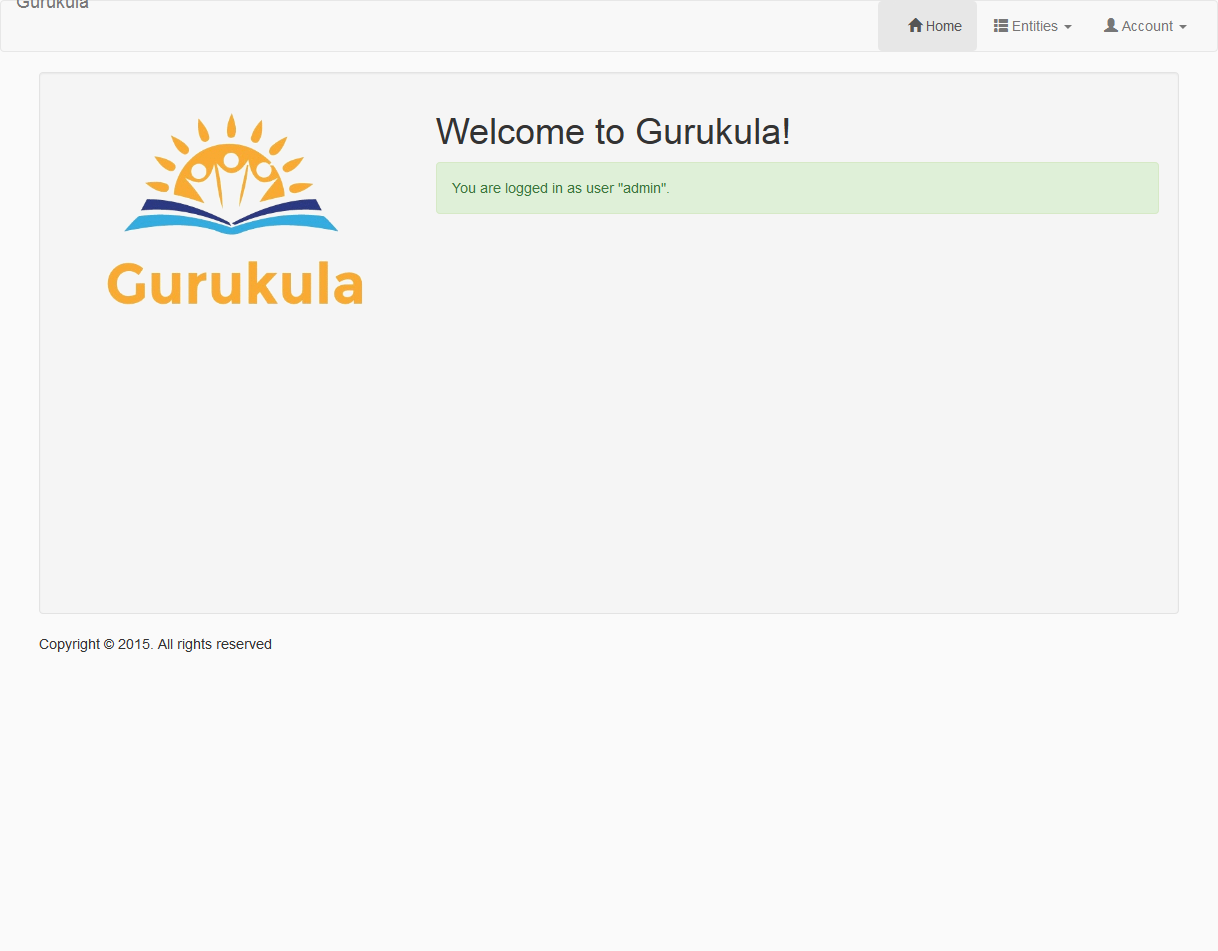 Gurukula
Home Entities Account
Welcome to Gurukula!
You are logged in as user "admin".
Gurukula
Copyright © 2015. All rights reserved